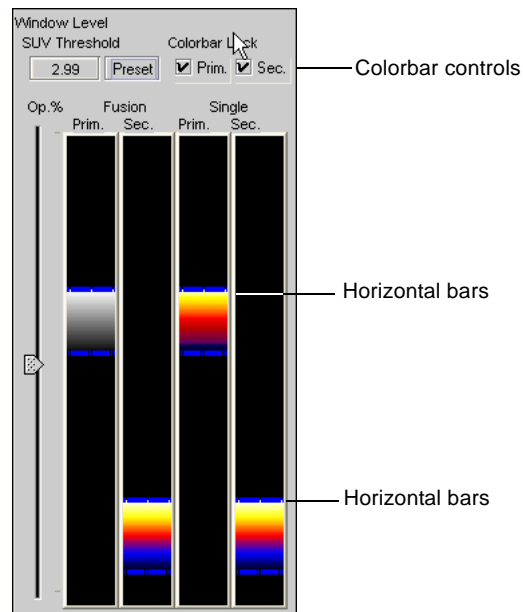 Window Level
SUV Threshold Colorbar Lock
2.99 Preset Prim. Sec.
Colorbar controls
Op.% Fusion Single
Prim. Sec. Prim. Sec.
Horizontal bars
Horizontal bars